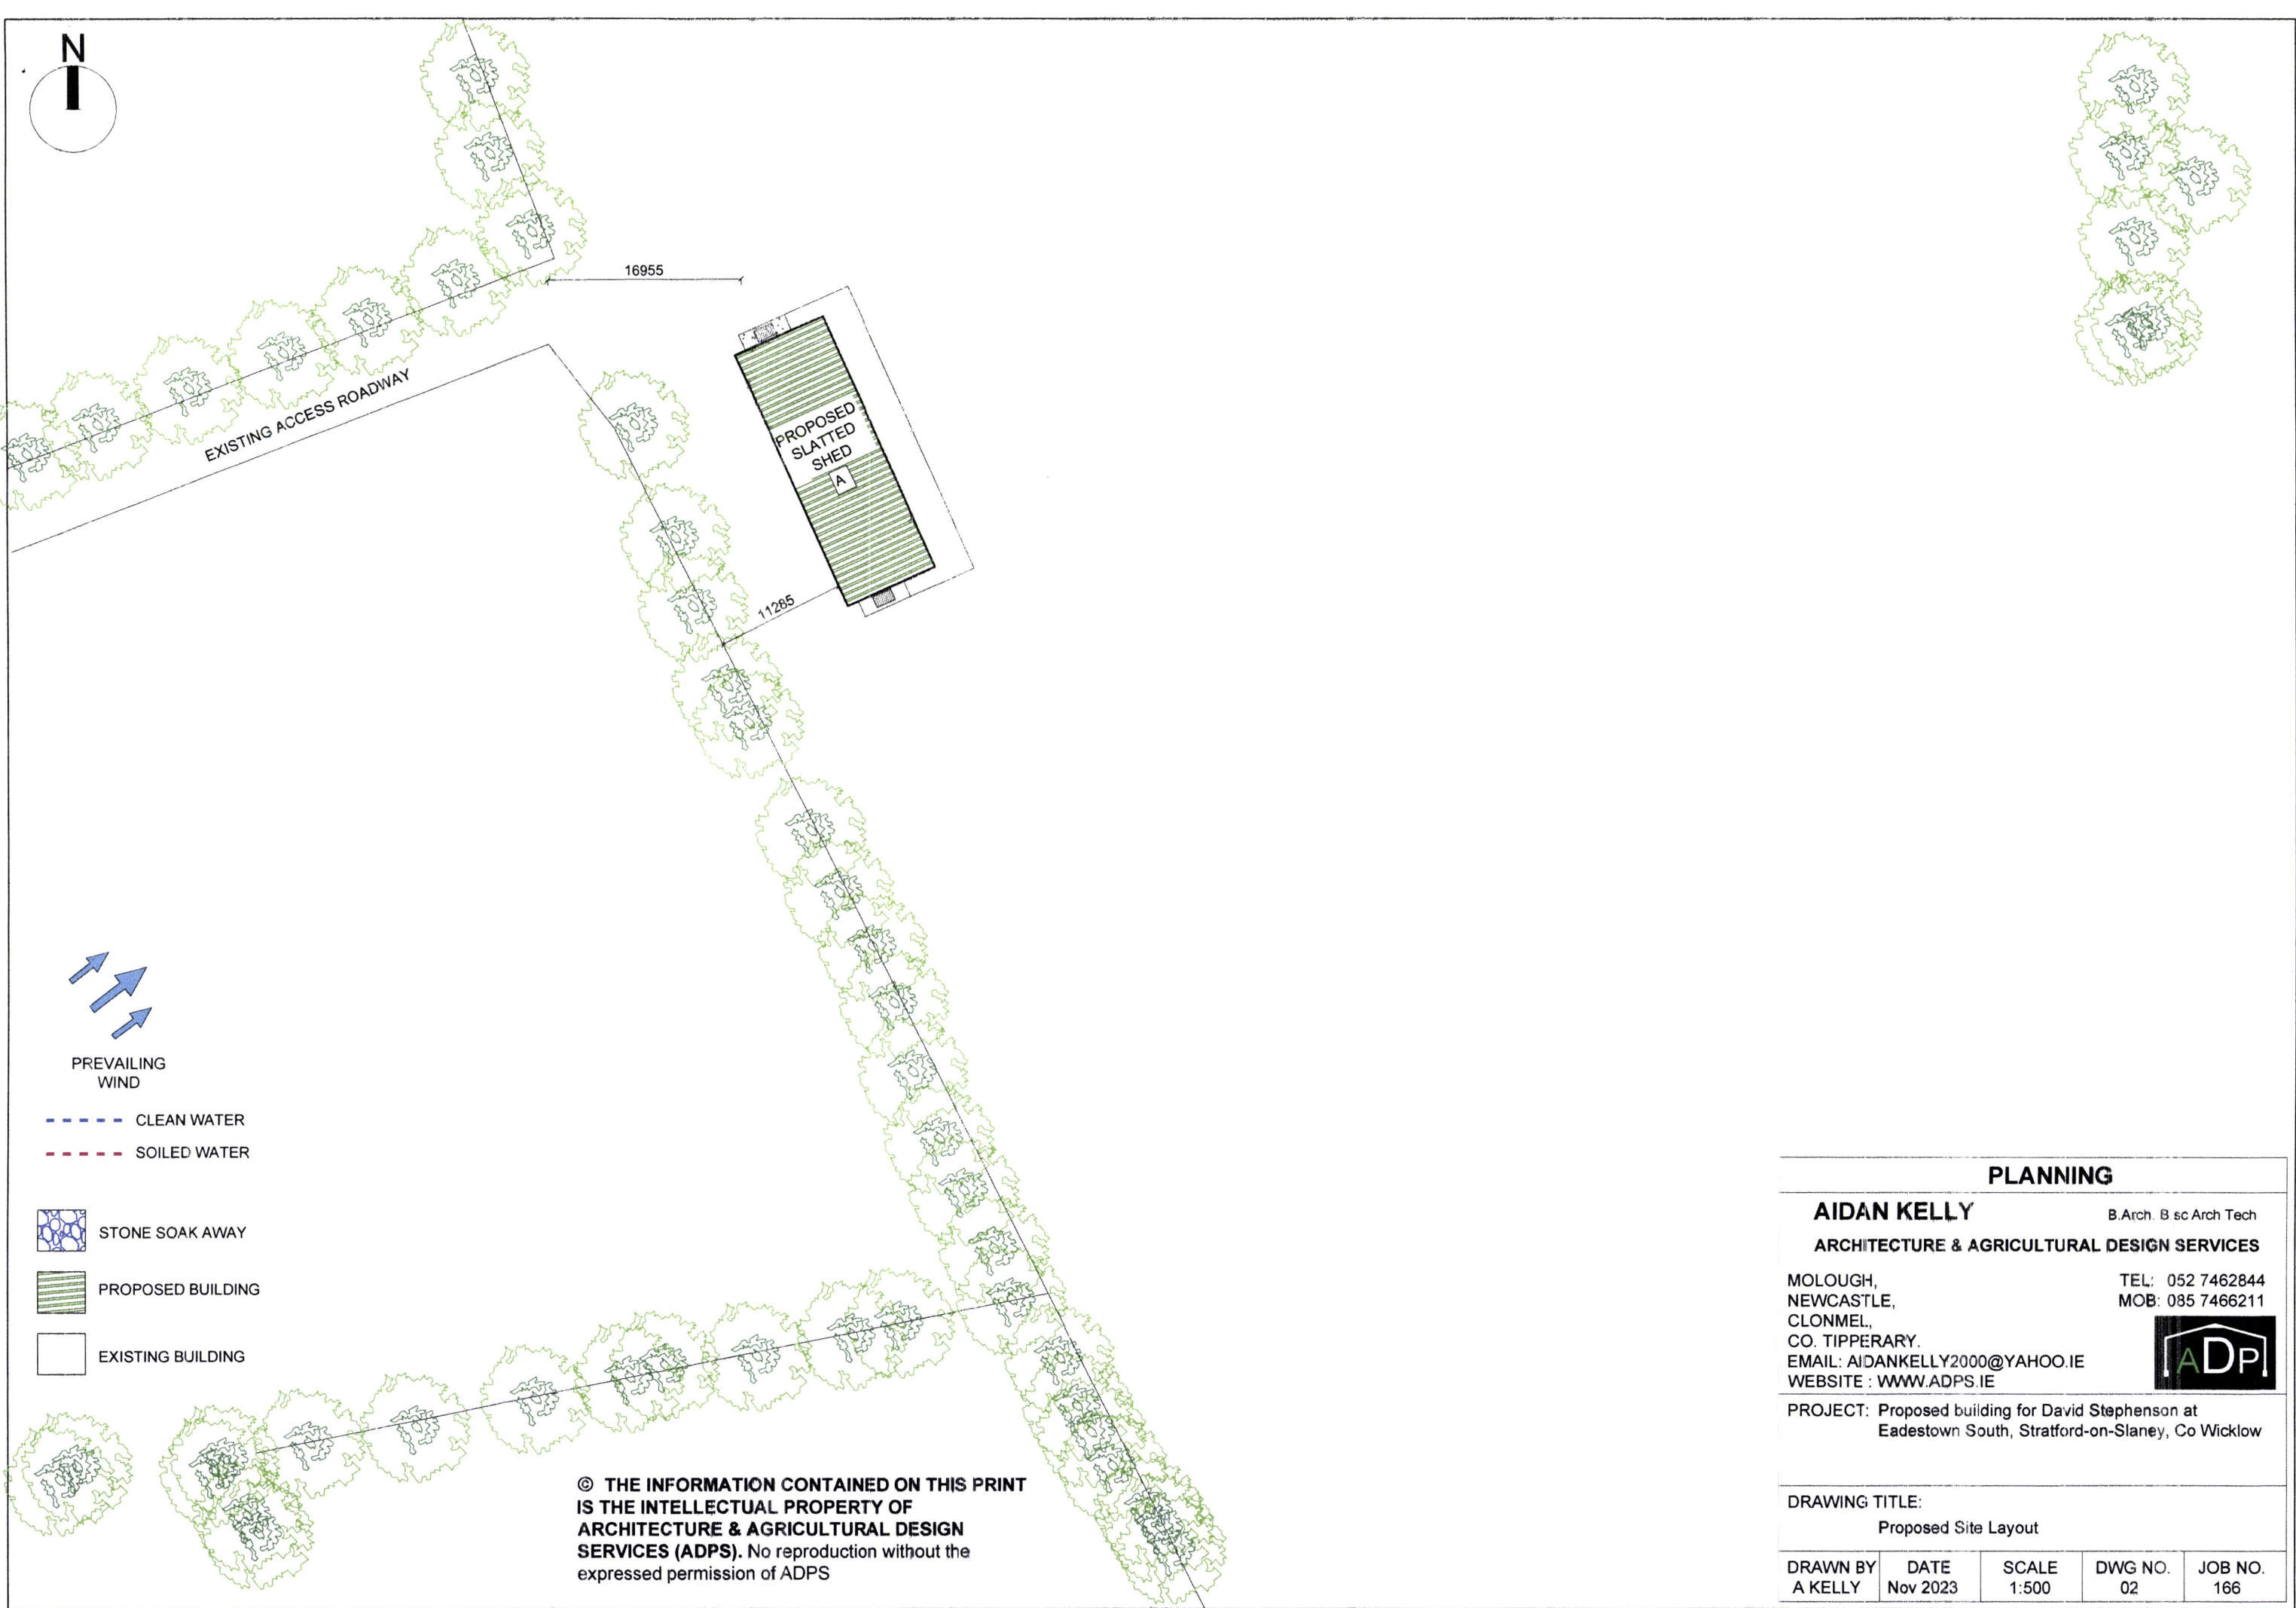 N
16955
EXISTING ACCESS ROADWAY
PROPOSED
SLATTED
SHED
A
11285
PREVAILING
WIND
CLEAN WATER
SOILED WATER
STONE SOAK AWAY
PROPOSED BUILDING
EXISTING BUILDING
© THE INFORMATION CONTAINED ON THIS PRINT
IS THE INTELLECTUAL PROPERTY OF
ARCHITECTURE & AGRICULTURAL DESIGN
SERVICES (ADPS). No reproduction without the
expressed permission of ADPS
PLANNING
AIDAN KELLY B.Arch. B.sc Arch Tech
ARCHITECTURE & AGRICULTURAL DESIGN SERVICES
MOLOUGH, TEL: 052 7462844
NEWCASTLE, MOB: 085 7466211
CLONMEL,
CO. TIPPERARY.
EMAIL: AIDANKELLY2000@YAHOO.IE
WEBSITE : WWW.ADPS.IE
ADP
PROJECT: Proposed building for David Stephenson at
Eadestown South, Stratford-on-Slaney, Co Wicklow
DRAWING TITLE:
Proposed Site Layout
DRAWN BY DATE SCALE DWG NO. JOB NO.
A KELLY Nov 2023 1:500 02 166